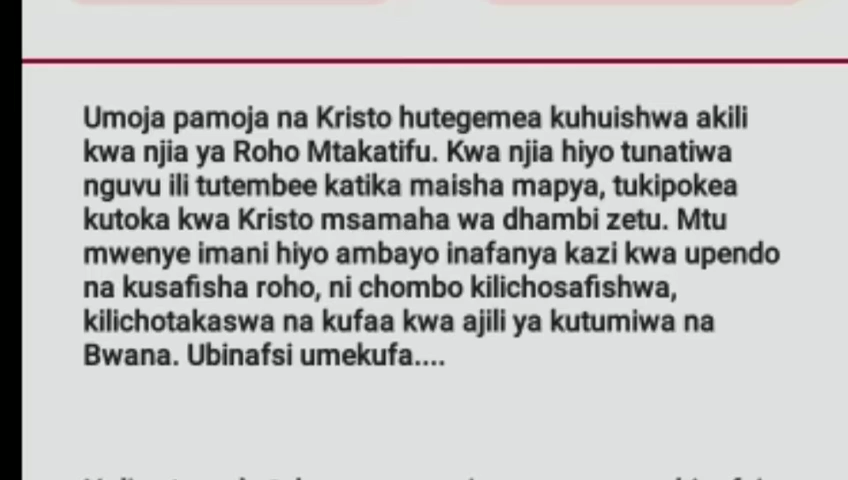 Umoja pamoja na Kristo hutegemea kuhuishwa akili
kwa njia ya Roho Mtakatifu. Kwa njia hiyo tunatiwa
nguvu ili tutembee katika maisha mapya, tukipokea
kutoka kwa Kristo msamaha wa dhambi zetu. Mtu
mwenye imani hiyo ambayo inafanya kazi kwa upendo
na kusafisha roho, ni chombo kilichosafishwa,
kilichotakaswa na kufaa kwa ajili ya kutumiwa na
Bwana. Ubinafsi umekufa....